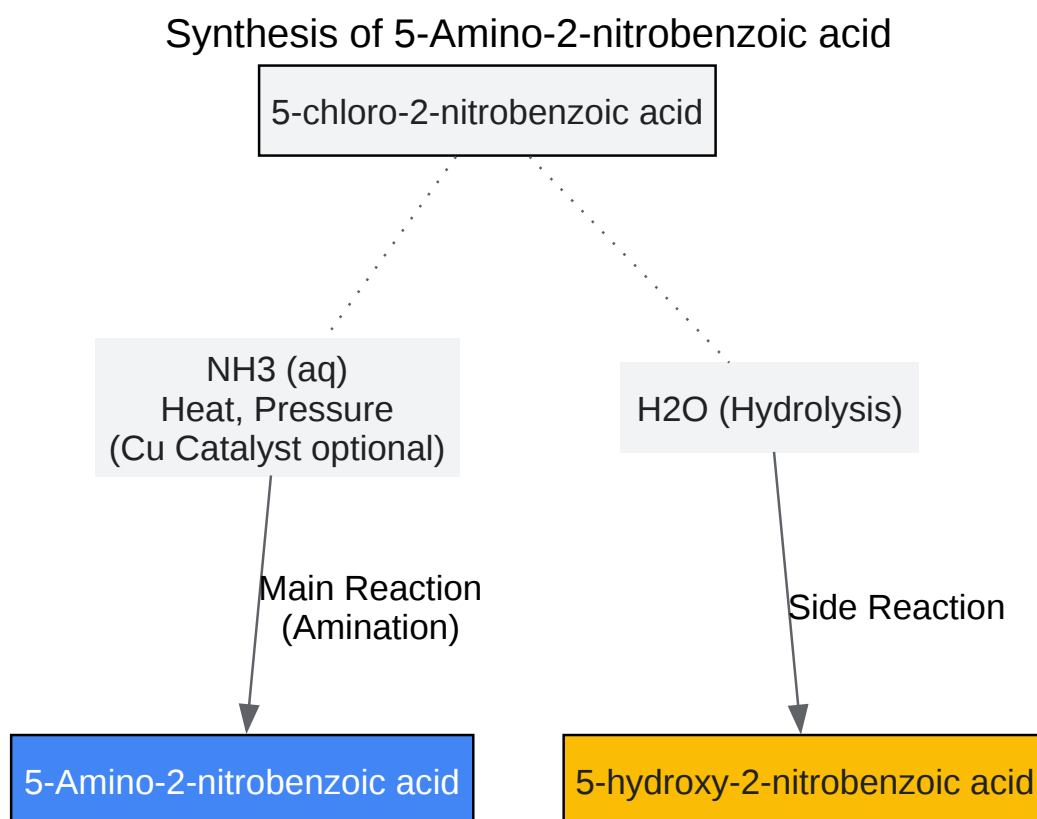 Synthesis of 5-Amino-2-nitrobenzoic acid
5-chloro-2-nitrobenzoic acid
NH3 (aq)
Heat, Pressure
(Cu Catalyst optional)
H2O (Hydrolysis)
Main Reaction
(Amination)
Side Reaction
5-Amino-2-nitrobenzoic acid
5-hydroxy-2-nitrobenzoic acid